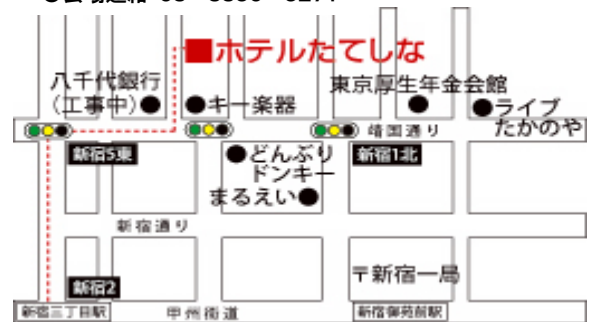 ■ホテルたてしな
八千代銀行
(工事中)●
●キー楽器
東京厚生年金会館
●
●ライブ
たかのや
靖国通り
新宿5東
●どんぶり
ドンキー
新宿1北
まるえい●
新宿通り
〒新宿一局
新宿2
新宿三丁目駅
甲州街道
新宿御苑前駅